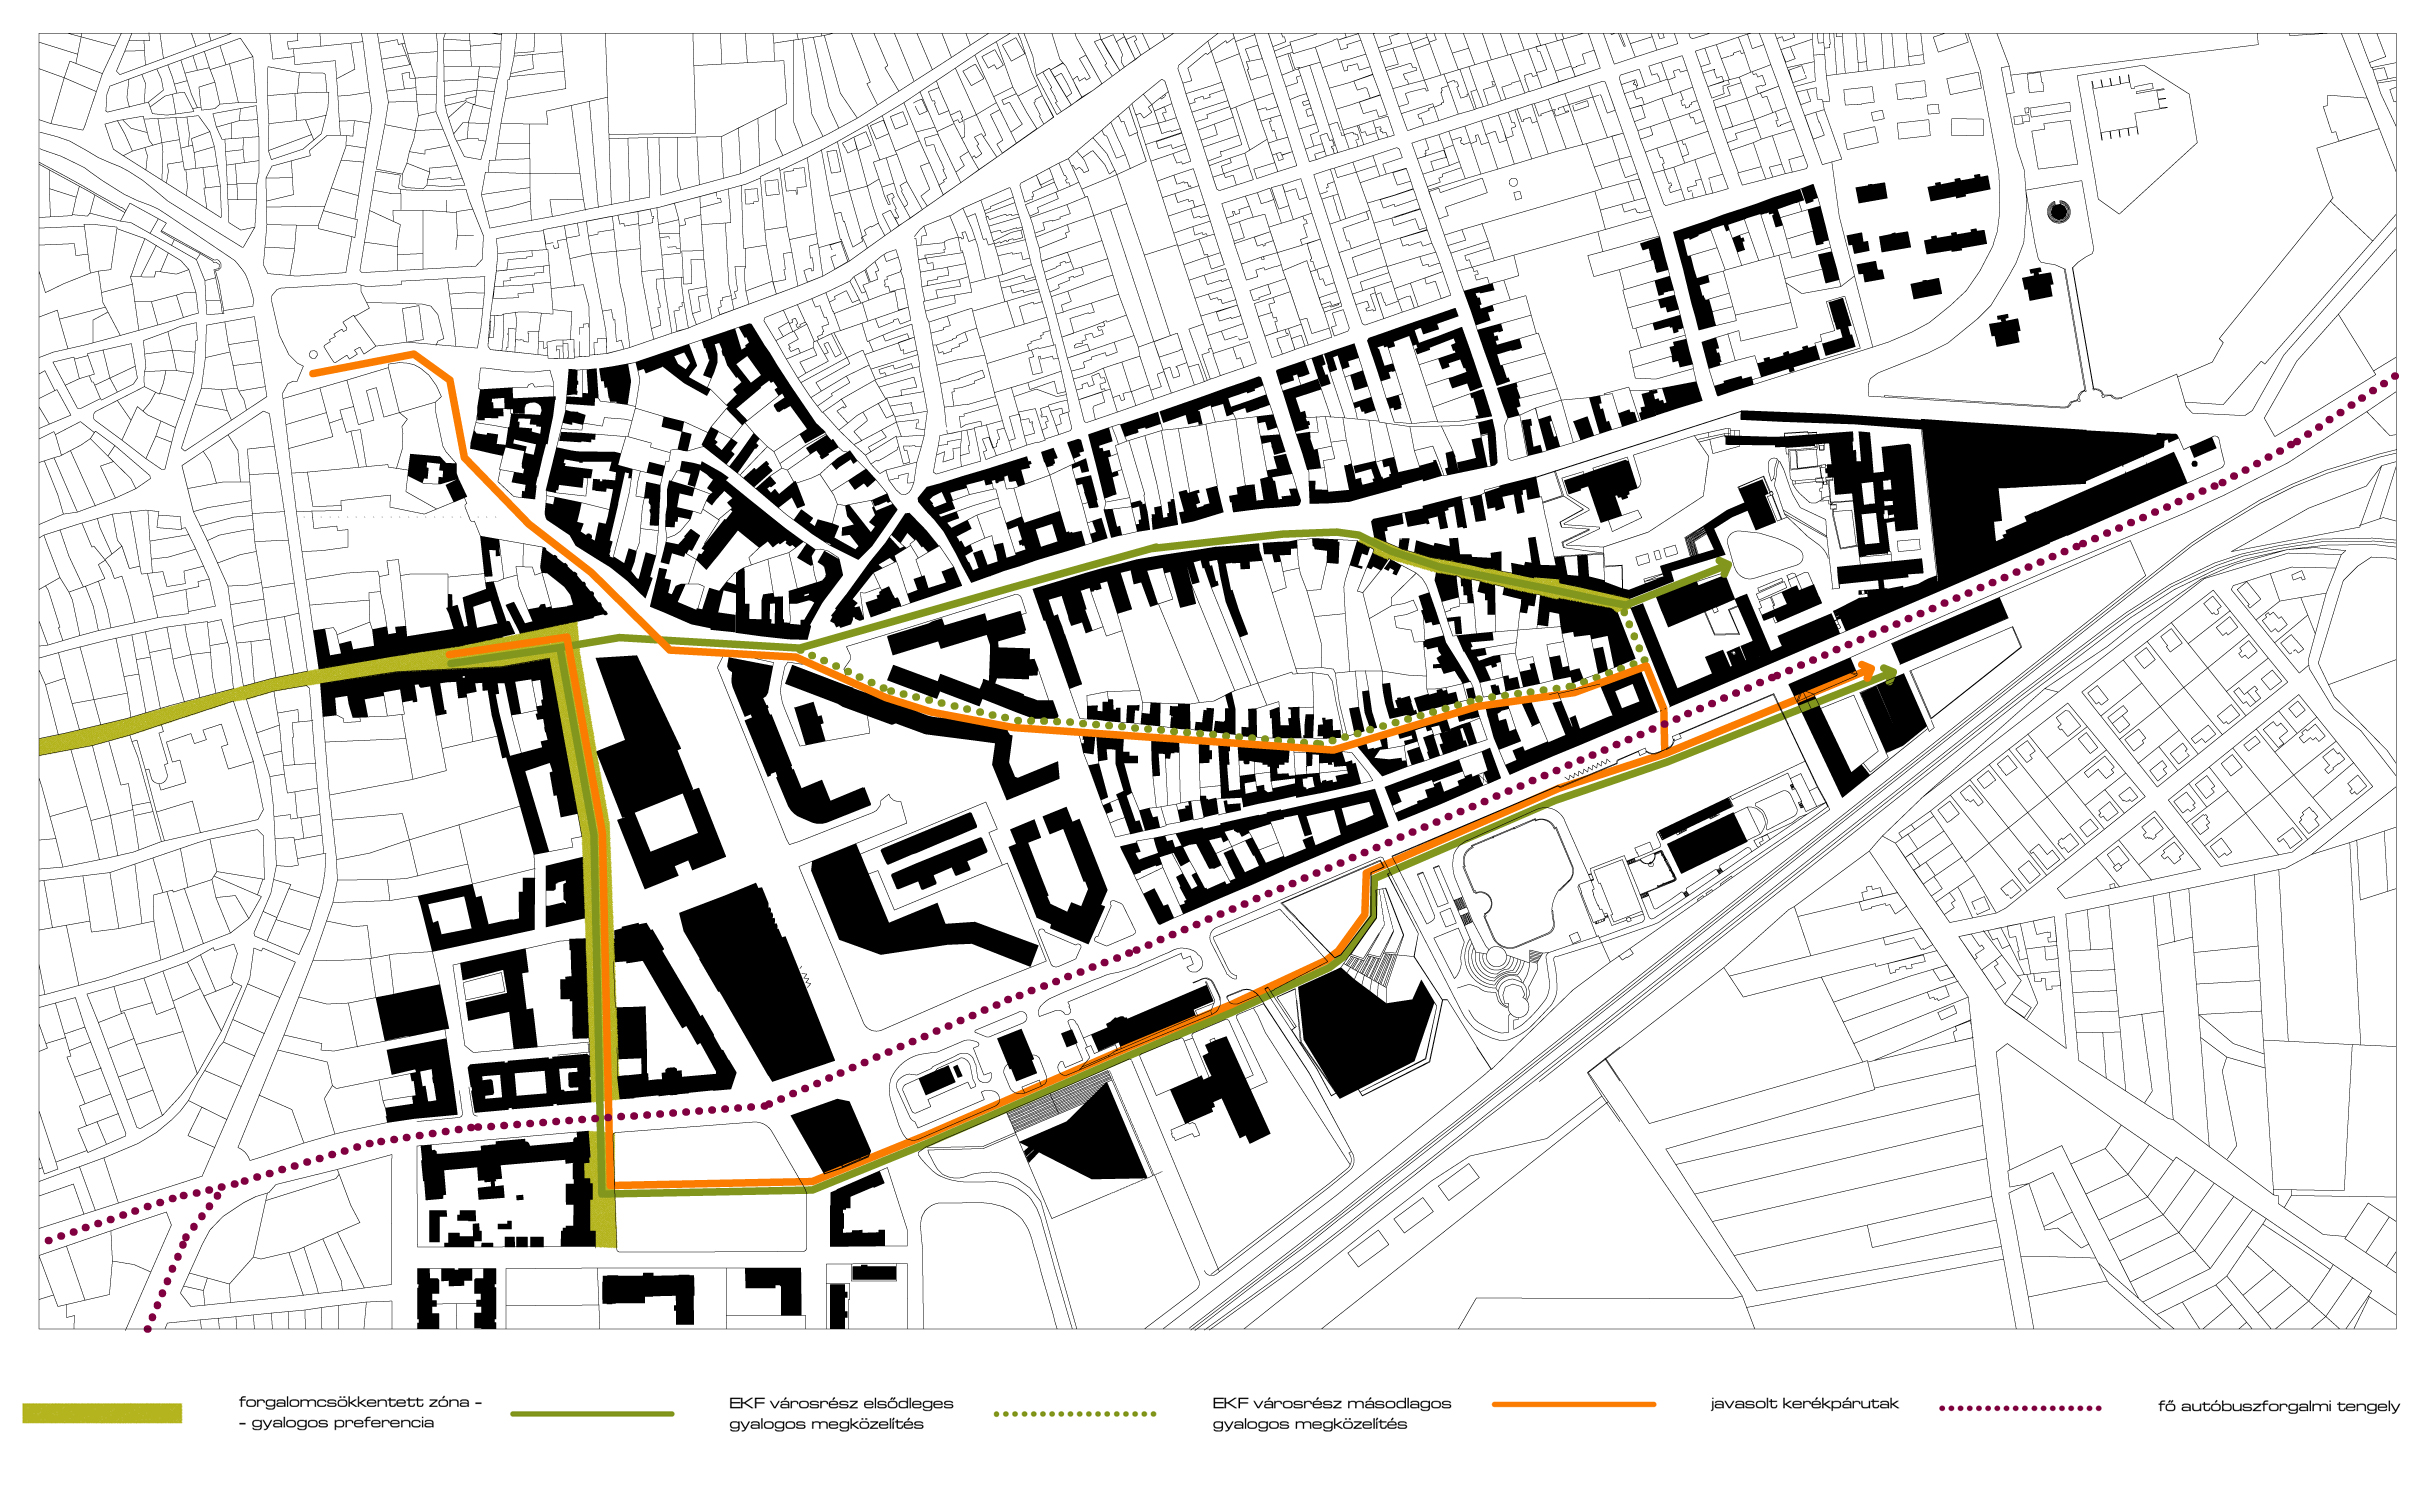 forgalomcsökkentett zóna -
- gyalogos preferencia
EKF városrész elsődleges
gyalogos megközelítés
EKF városrész másodlagos
gyalogos megközelítés
javasolt kerékpárutak
fő autóbuszforgalmi tengely